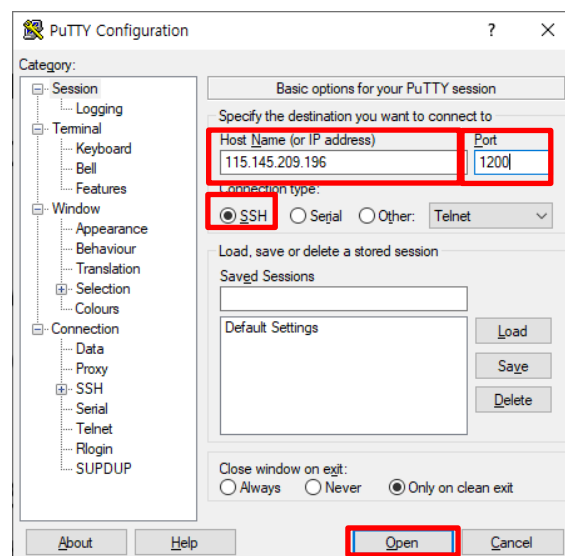 PuTTY Configuration
?
Category:
Session
Logging
Terminal
Keyboard
Bell
Features
Window
Appearance
Behaviour
Translation
Selection
Colours
Connection
Data
Proxy
SSH
Serial
Telnet
Rlogin
SUPDUP
Basic options for your PuTTY session
Specify the destination you want to connect to
Host Name (or IP address) Port
115.145.209.196 1200
Connection type:
SSH Serial Other: Telnet
Load, save or delete a stored session
Saved Sessions
Default Settings
Load
Save
Delete
Close window on exit:
Always Never Only on clean exit
About Help Open Cancel